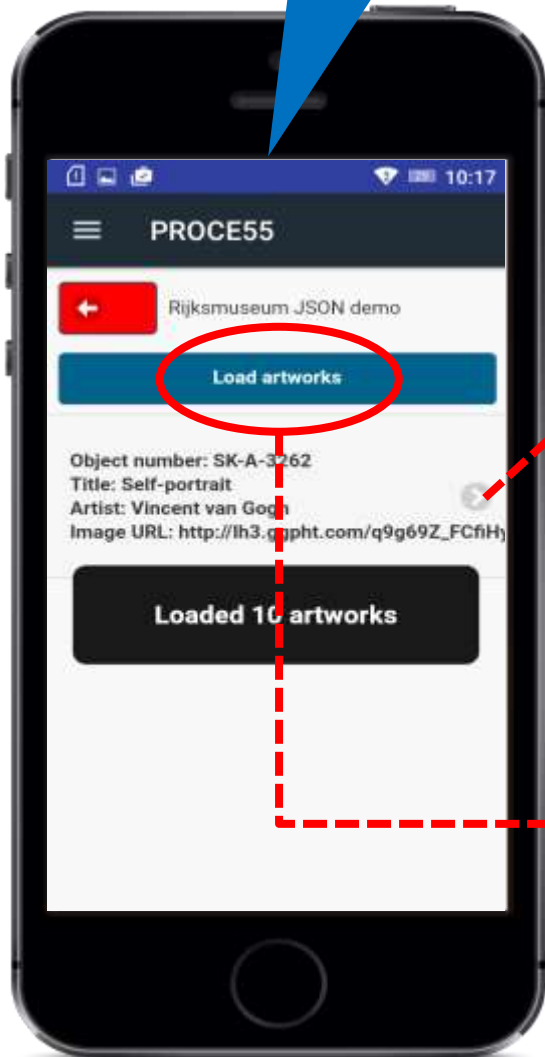 10:17
PROCE55
Rijksmuseum JSON demo
Load artworks
Object number: SK-A-3262
Title: Self-portrait
Artist: Vincent van Gogh
Image URL: http://lh3.ggpht.com/q9g69Z_FCfiHy
Loaded 10 artworks